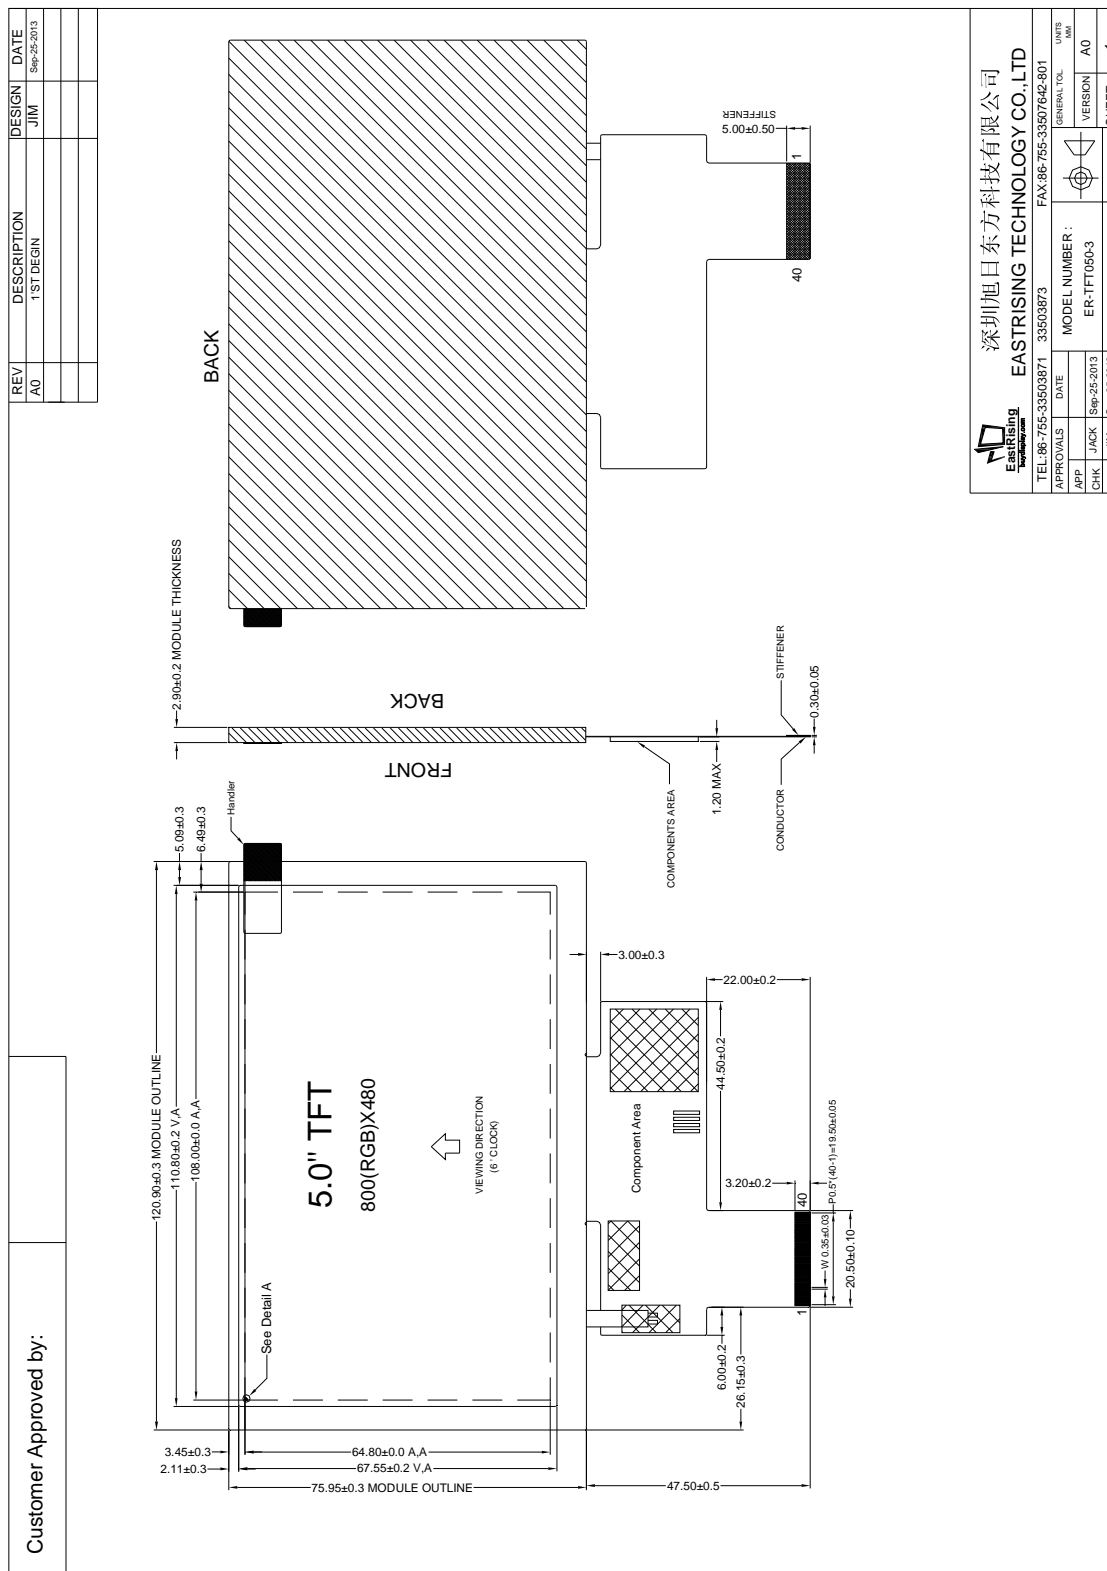 Customer Approved by:
REV DESCRIPTION DESIGN DATE
A0 1'ST DEGIN JIM Sep-25-2013
120.90±0.3 MODULE OUTLINE
110.80±0.2 V,A
108.00±0.0 A,A
5.09±0.3
6.49±0.3
Handler
See Detail A
3.45±0.3
2.11±0.3
64.80±0.0 A,A
67.55±0.2 V,A
75.95±0.3 MODULE OUTLINE
47.50±0.5
5.0" TFT
800(RGB)X480
VIEWING DIRECTION
(6 ' CLOCK)
3.00±0.3
22.00±0.2
44.50±0.2
Component Area
3.20±0.2
6.00±0.2
26.15±0.3
1
40
W 0.35±0.03
P0.5*(40-1)=19.50±0.05
20.50±0.10
2.90±0.2 MODULE THICKNESS
FRONT
BACK
COMPONENTS AREA
1.20 MAX
CONDUCTOR
STIFFENER
0.30±0.05
BACK
STIFFENER
5.00±0.50
40
1
EastRising
buydisplay.com
深圳旭日东方科技有限公司
EASTRISING TECHNOLOGY CO.,LTD
TEL:86-755-33503871 33503873 FAX:86-755-33507642-801
APPROVALS DATE
APP
CHK JACK Sep-25-2013
MODEL NUMBER :
ER-TFT050-3
GENERAL TOL. UNITS
MM
VERSION A0